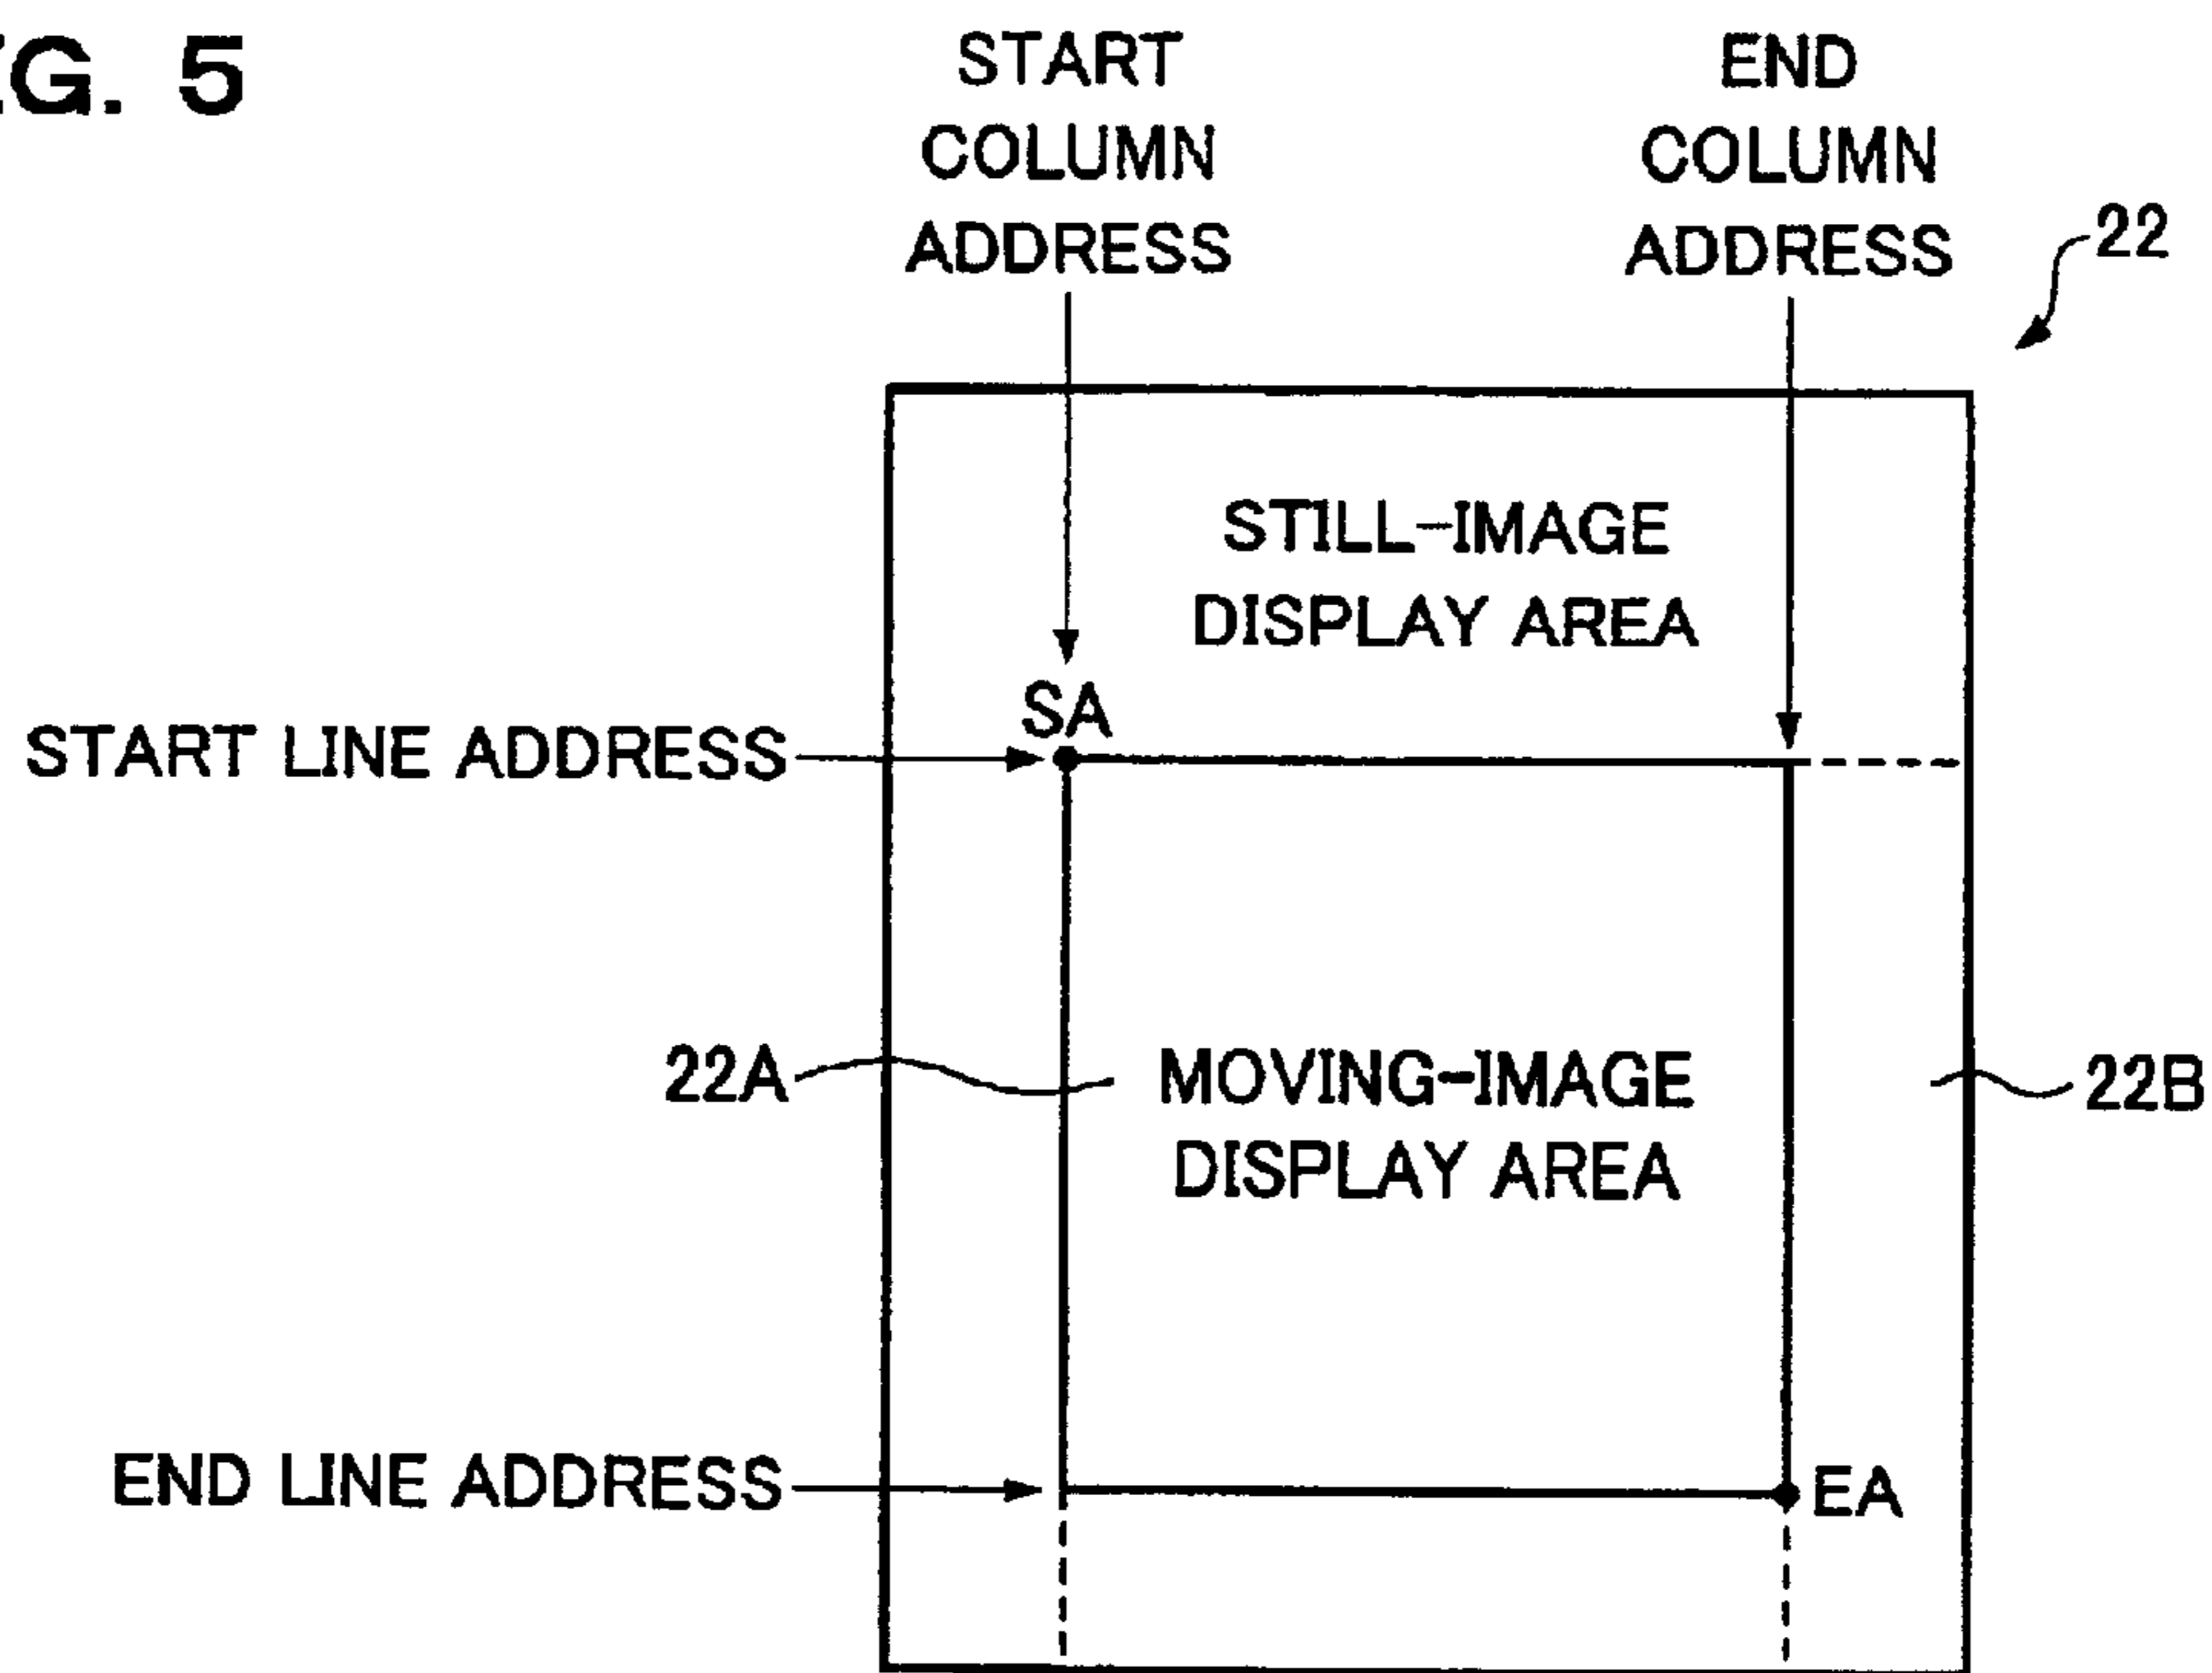 G. 5
START
COLUMN
ADDRESS
END
COLUMN
ADDRESS
22
STILL-IMAGE
DISPLAY AREA
SA
START LINE ADDRESS
22A
MOVING-IMAGE
DISPLAY AREA
22B
END LINE ADDRESS
EA